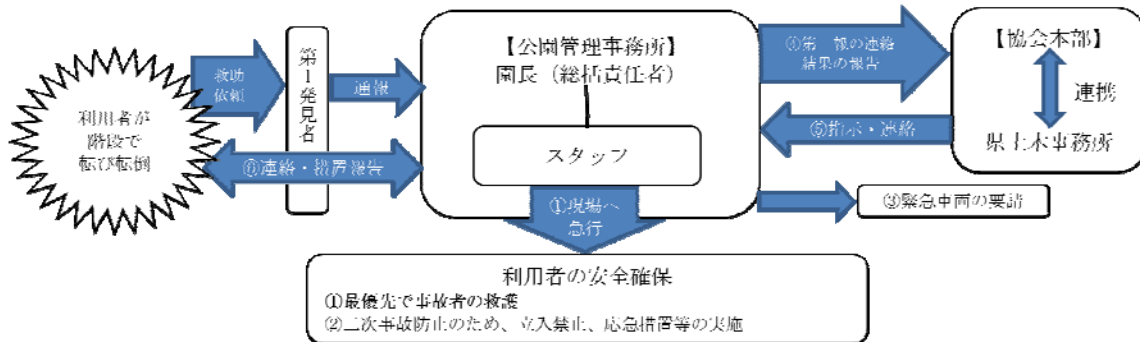 利用者が
階段で
転び転倒
救助
依頼
第1発見者
通報
⑥連絡・措置報告
【公園管理事務所】
園長（総括責任者）
スタッフ
①現場へ
急行
④第一報の連絡
結果の報告
⑤指示・連絡
【協会本部】
連携
県土木事務所
③緊急車両の要請
利用者の安全確保
①最優先で事故者の救護
②二次事故防止のため、立入禁止、応急措置等の実施